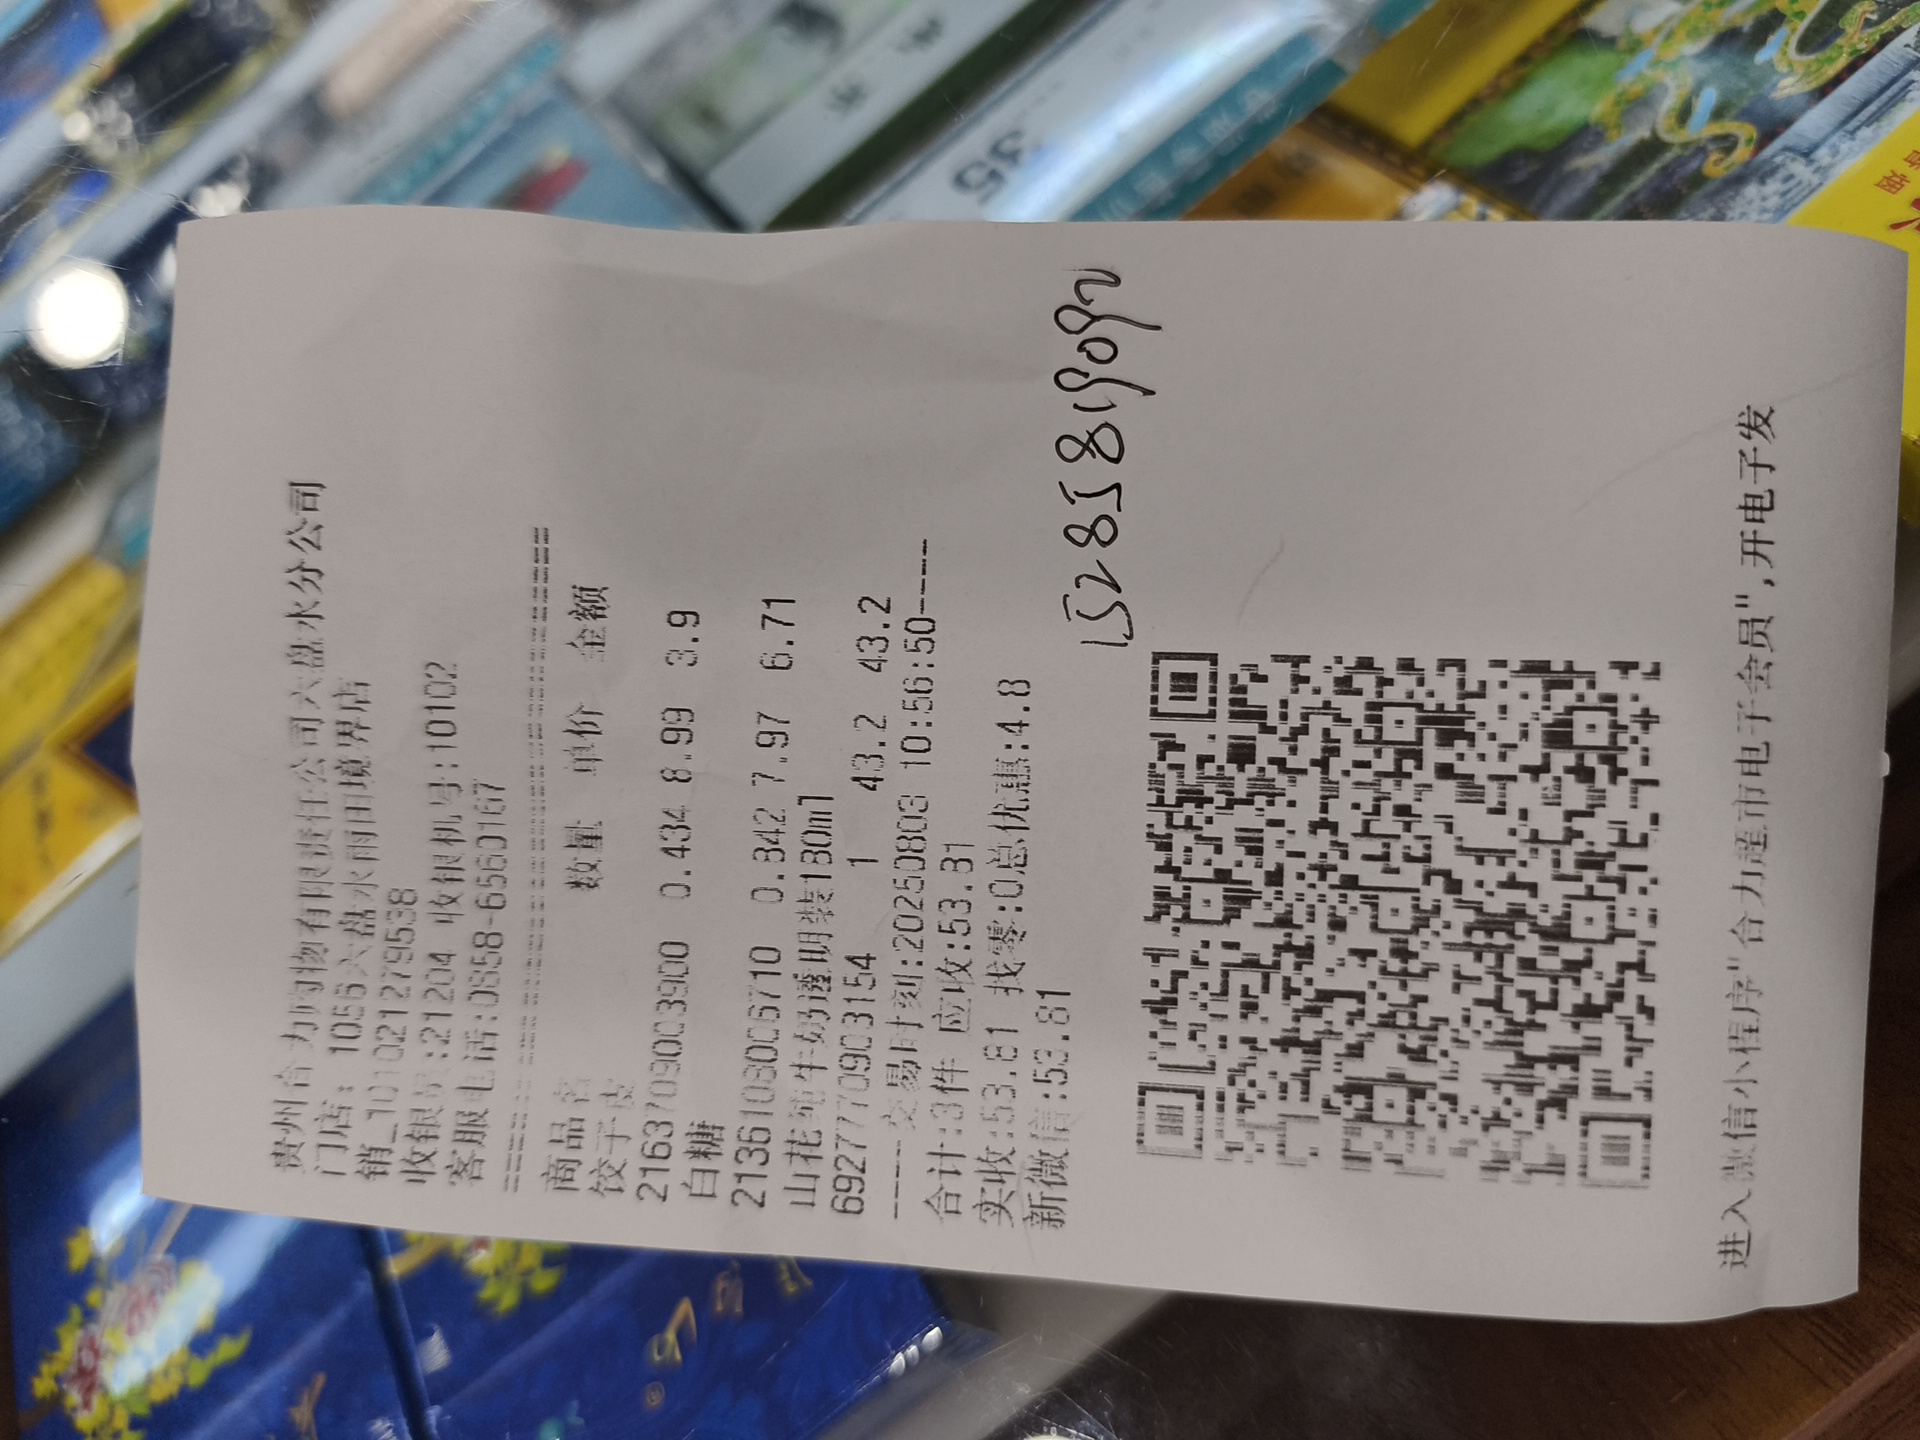 贵州合力购物有限责任公司六盘水分公司
门店: 1056六盘水雨田境界店
销_101021279538
收银员:21204 收银机号:10102
客服电话:0858-6560167
商品名 数量 单价 金额
饺子皮
2163709003900 0.434 8.99 3.9
白糖
2136108006710 0.342 7.97 6.71
山花纯牛奶透明装180ml
6927770903154 1 43.2 43.2
-----交易时刻:20250803 10:56:50----
合计:3件 应收:53.81
实收:53.81 找零:0总优惠:4.8
新微信:53.81
15285819092
进入微信小程序"合力超市电子会员",开电子发
35